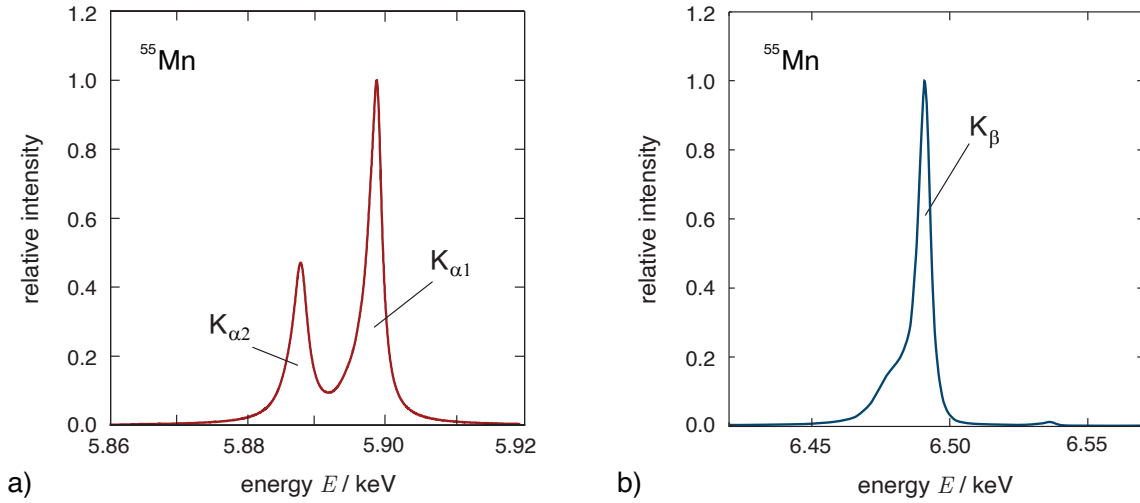 1.2
1.0
0.8
0.6
0.4
0.2
0.0
relative intensity
⁵⁵Mn
Kα1
Kα2
5.86
5.88
5.90
5.92
energy E / keV
a)
1.2
1.0
0.8
0.6
0.4
0.2
0.0
relative intensity
⁵⁵Mn
Kβ
6.45
6.50
6.55
energy E / keV
b)